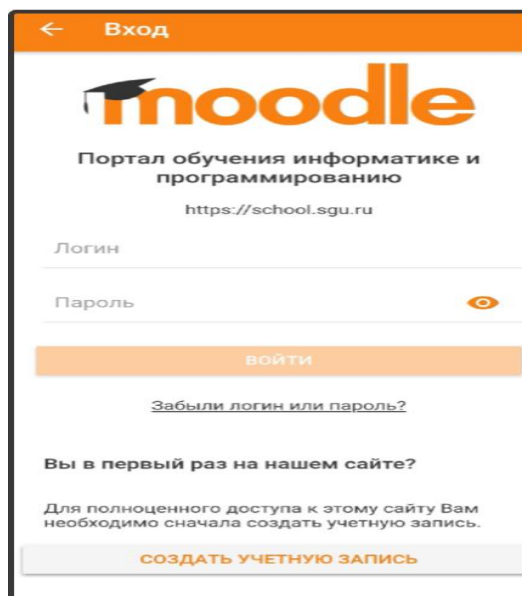 Вход
moodle
Портал обучения информатике и
программированию
https://school.sgu.ru
Логин
Пароль
ВОЙТИ
Забыли логин или пароль?
Вы в первый раз на нашем сайте?
Для полноценного доступа к этому сайту Вам
необходимо сначала создать учетную запись.
СОЗДАТЬ УЧЕТНУЮ ЗАПИСЬ